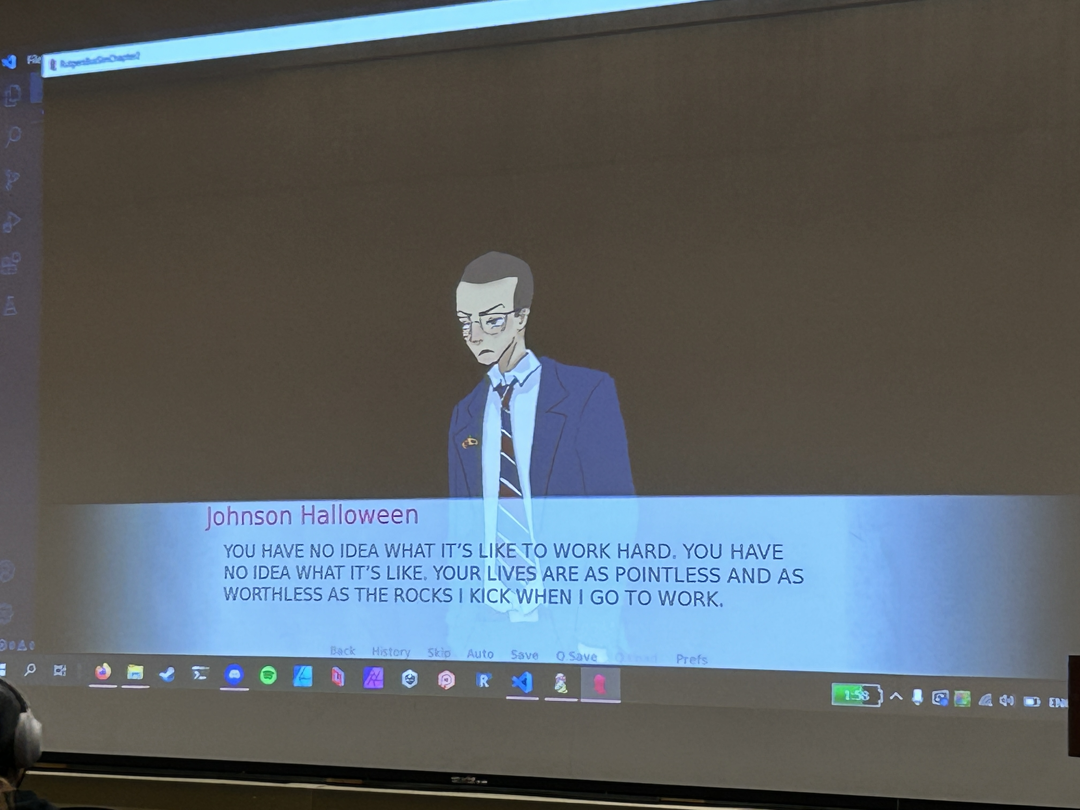 File
RutgersBusSimChapter2
Johnson Halloween
YOU HAVE NO IDEA WHAT IT'S LIKE TO WORK HARD. YOU HAVE
NO IDEA WHAT IT'S LIKE. YOUR LIVES ARE AS POINTLESS AND AS
WORTHLESS AS THE ROCKS I KICK WHEN I GO TO WORK.
Back History Skip Auto Save Q.Save Prefs
1:58